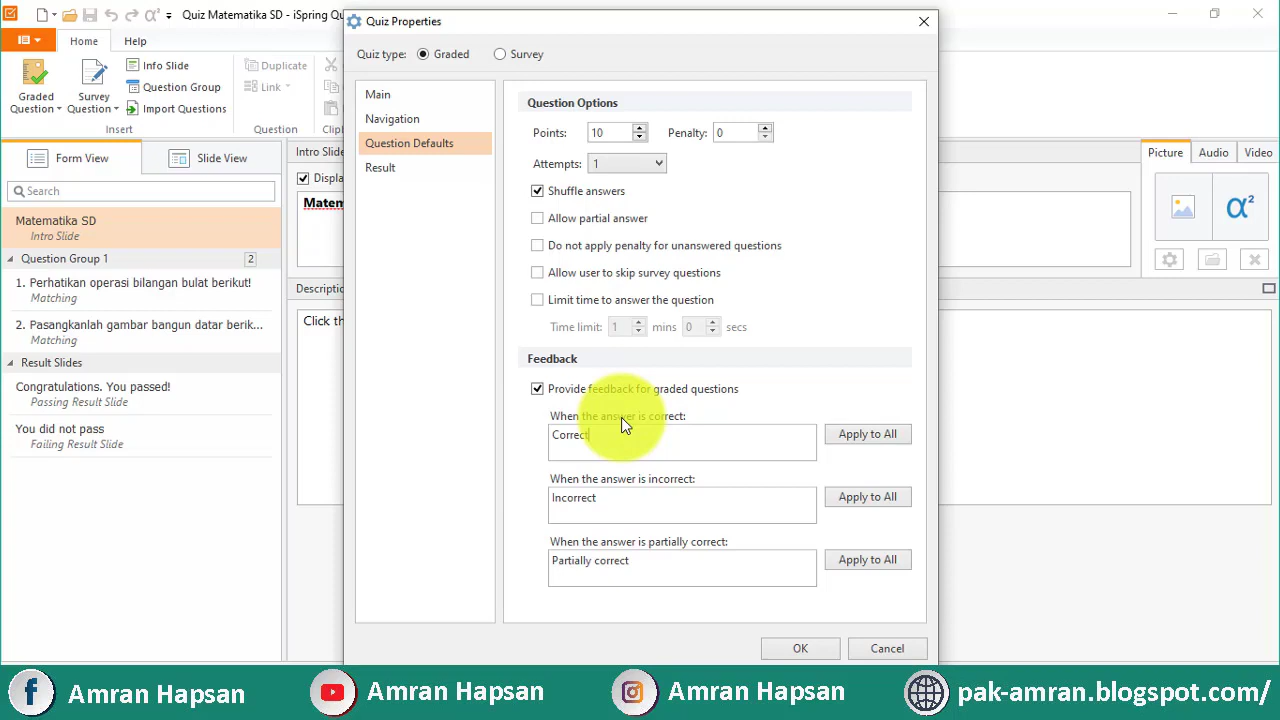 Quiz Matematika SD - iSpring Qu
Quiz Properties
Quiz type: Graded Survey
Home Help
Info Slide
Question Group
Import Questions
Duplicate
Link
Graded Question
Survey Question
Insert
Question
Clipb
Main
Navigation
Question Defaults
Result
Question Options
Points: 10 Penalty: 0
Attempts: 1
Shuffle answers
Allow partial answer
Do not apply penalty for unanswered questions
Allow user to skip survey questions
Limit time to answer the question
Time limit: 1 mins 0 secs
Feedback
Provide feedback for graded questions
When the answer is correct:
Correct
Apply to All
When the answer is incorrect:
Incorrect
Apply to All
When the answer is partially correct:
Partially correct
Apply to All
OK Cancel
Form View Slide View
Search
Matematika SD
Intro Slide
Question Group 1 2
1. Perhatikan operasi bilangan bulat berikut!
Matching
2. Pasangkanlah gambar bangun datar berik...
Matching
Result Slides
Congratulations. You passed!
Passing Result Slide
You did not pass
Failing Result Slide
Intro Slide
Displa
Matem
Descriptio
Click th
Picture Audio Video
α²
Amran Hapsan
Amran Hapsan
Amran Hapsan
pak-amran.blogspot.com/